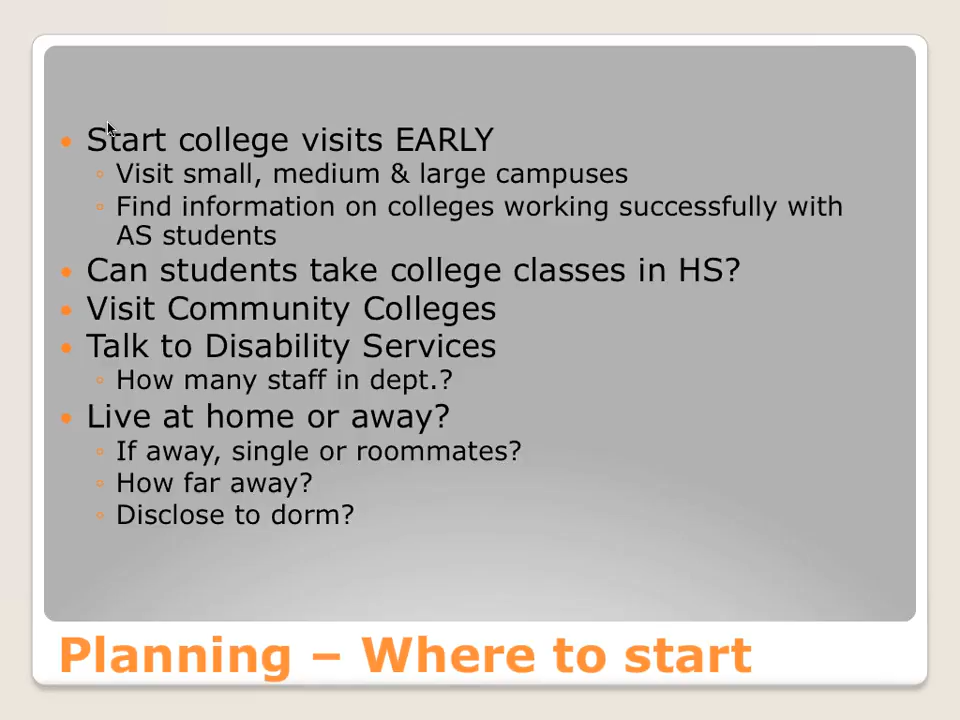 Start college visits EARLY
Visit small, medium & large campuses
Find information on colleges working successfully with
AS students
Can students take college classes in HS?
Visit Community Colleges
Talk to Disability Services
How many staff in dept.?
Live at home or away?
If away, single or roommates?
How far away?
Disclose to dorm?
Planning – Where to start